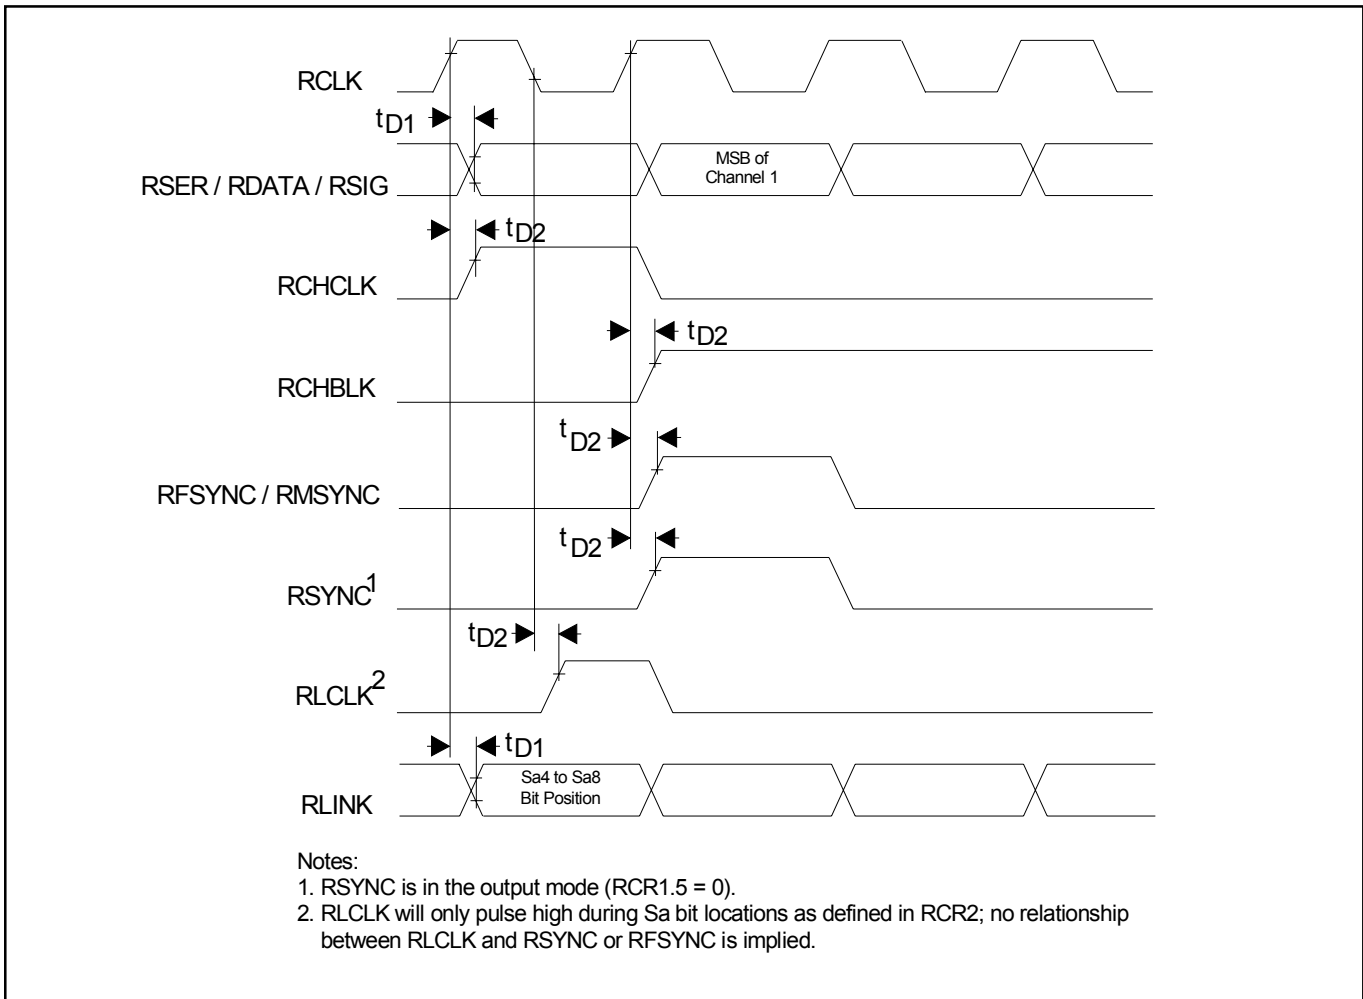 RCLK
tD1
RSER / RDATA / RSIG
MSB of
Channel 1
tD2
RCHCLK
tD2
RCHBLK
tD2
RFSYNC / RMSYNC
tD2
RSYNC1
tD2
RLCLK2
tD1
RLINK
Sa4 to Sa8
Bit Position
Notes:
1. RSYNC is in the output mode (RCR1.5 = 0).
2. RLCLK will only pulse high during Sa bit locations as defined in RCR2; no relationship
between RLCLK and RSYNC or RFSYNC is implied.